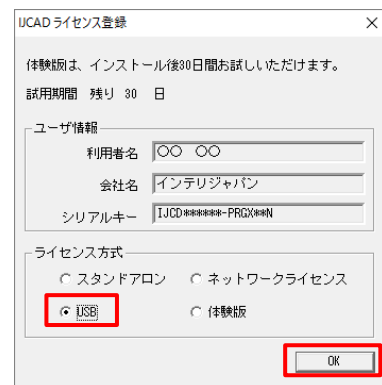 IJCAD ライセンス登録
体験版は、インストール後30日間お試しいただけます。
試用期間 残り 30 日
ユーザ情報
利用者名 〇〇 〇〇
会社名 インテリジャパン
シリアルキー IJCD******-PRGX**N
ライセンス方式
スタンドアロン ネットワークライセンス
USB 体験版
OK